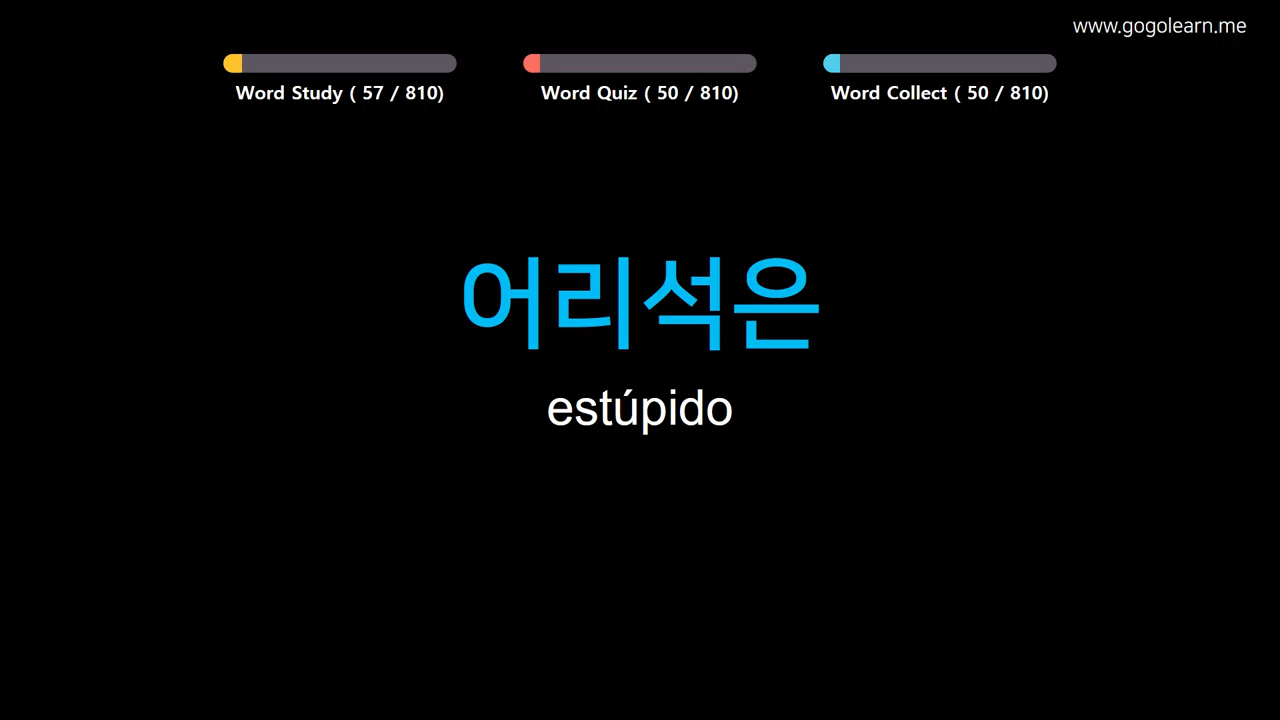 www.gogolearn.me
Word Study ( 57 / 810)
Word Quiz ( 50 / 810)
Word Collect ( 50 / 810)
어리석은
estúpido